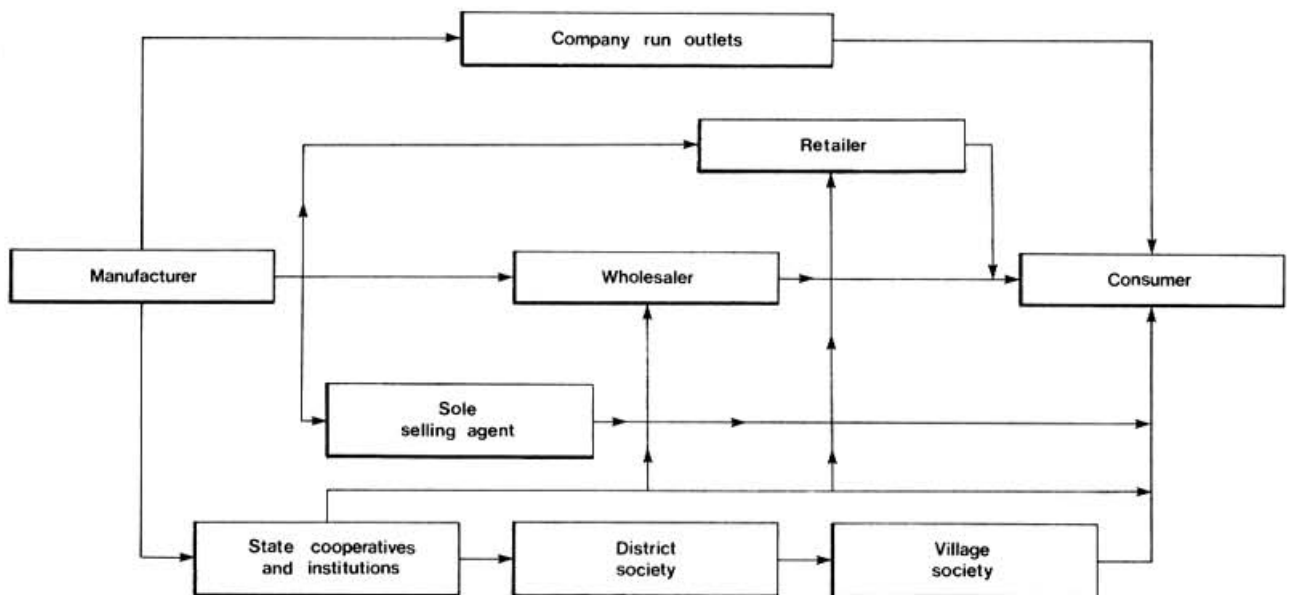 Company run outlets
Retailer
Manufacturer
Wholesaler
Consumer
Sole
selling agent
State cooperatives
and institutions
District
society
Village
society